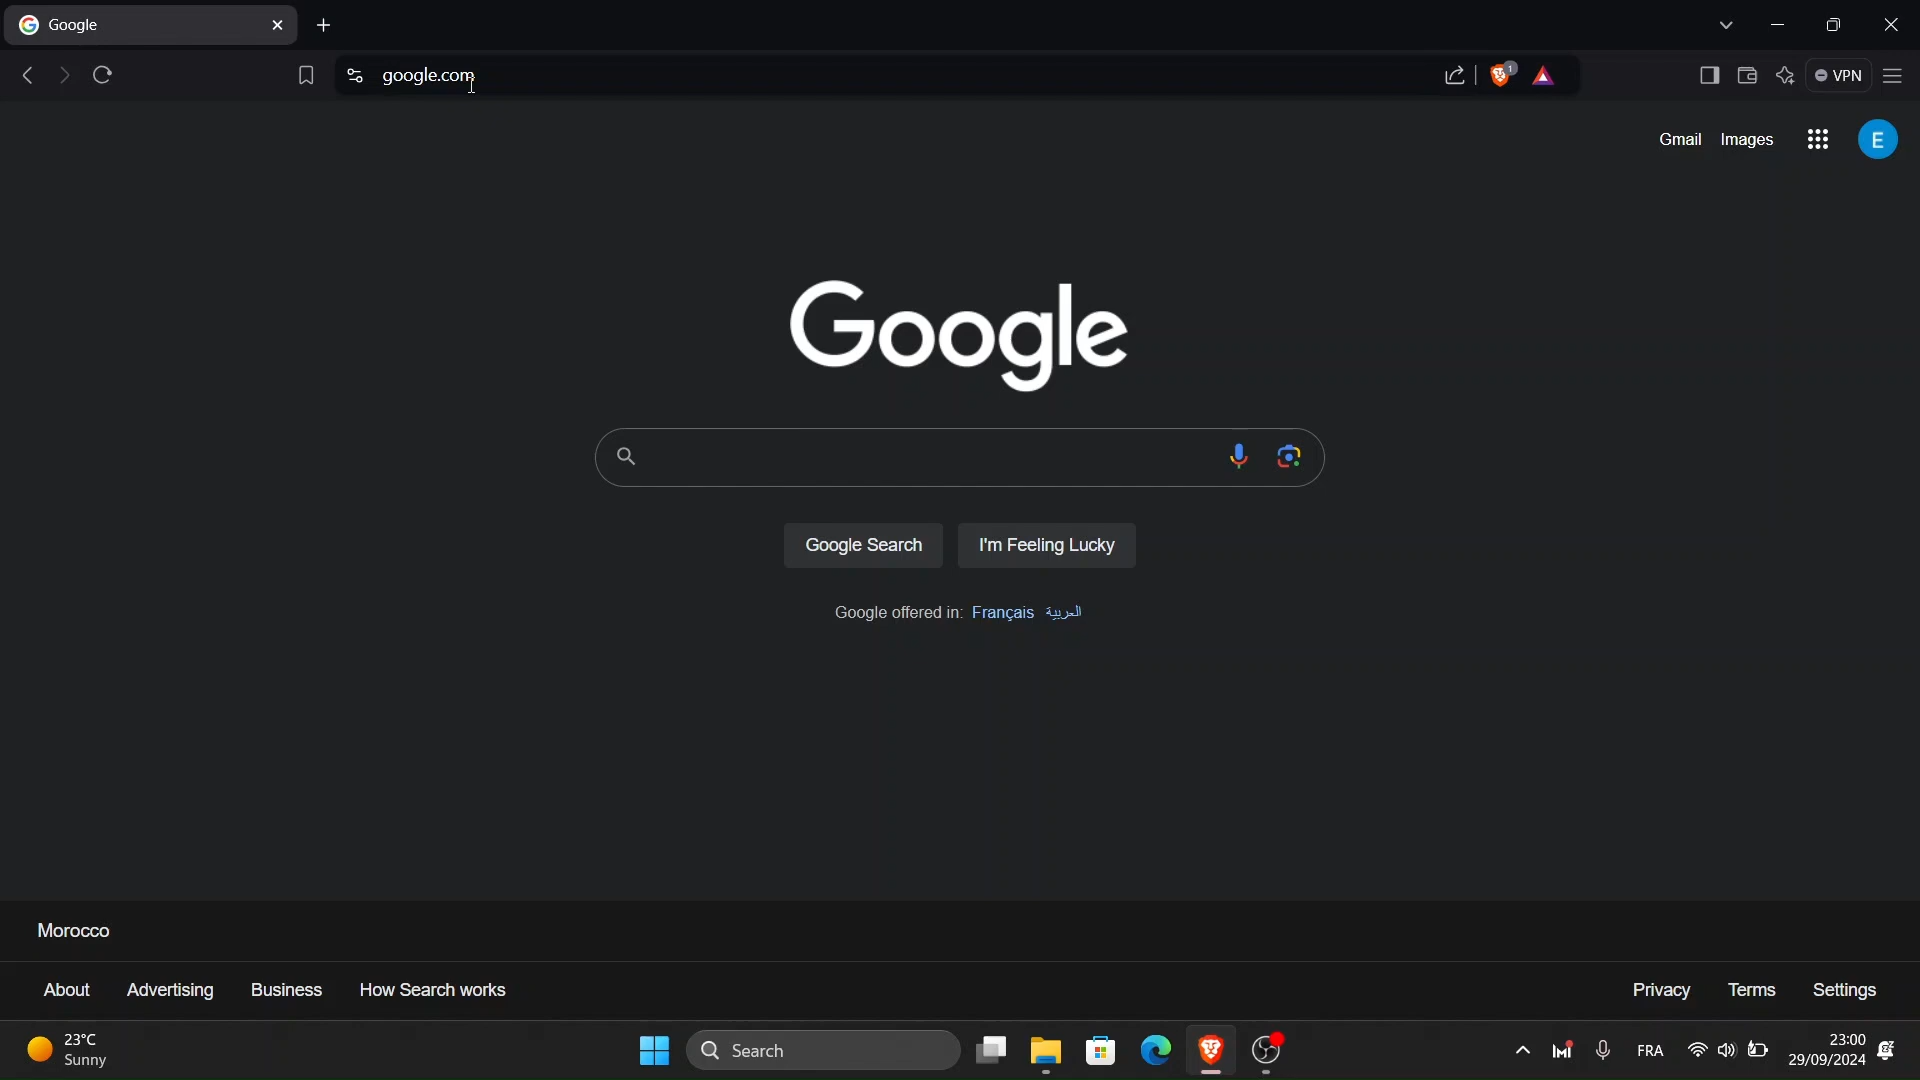 Google
google.com
1
VPN
Gmail Images
E
Google
Google Search I'm Feeling Lucky
Google offered in: Français العربية
Morocco
About Advertising Business How Search works Privacy Terms Settings
23°C
Sunny
Search
FRA
23:00
29/09/2024